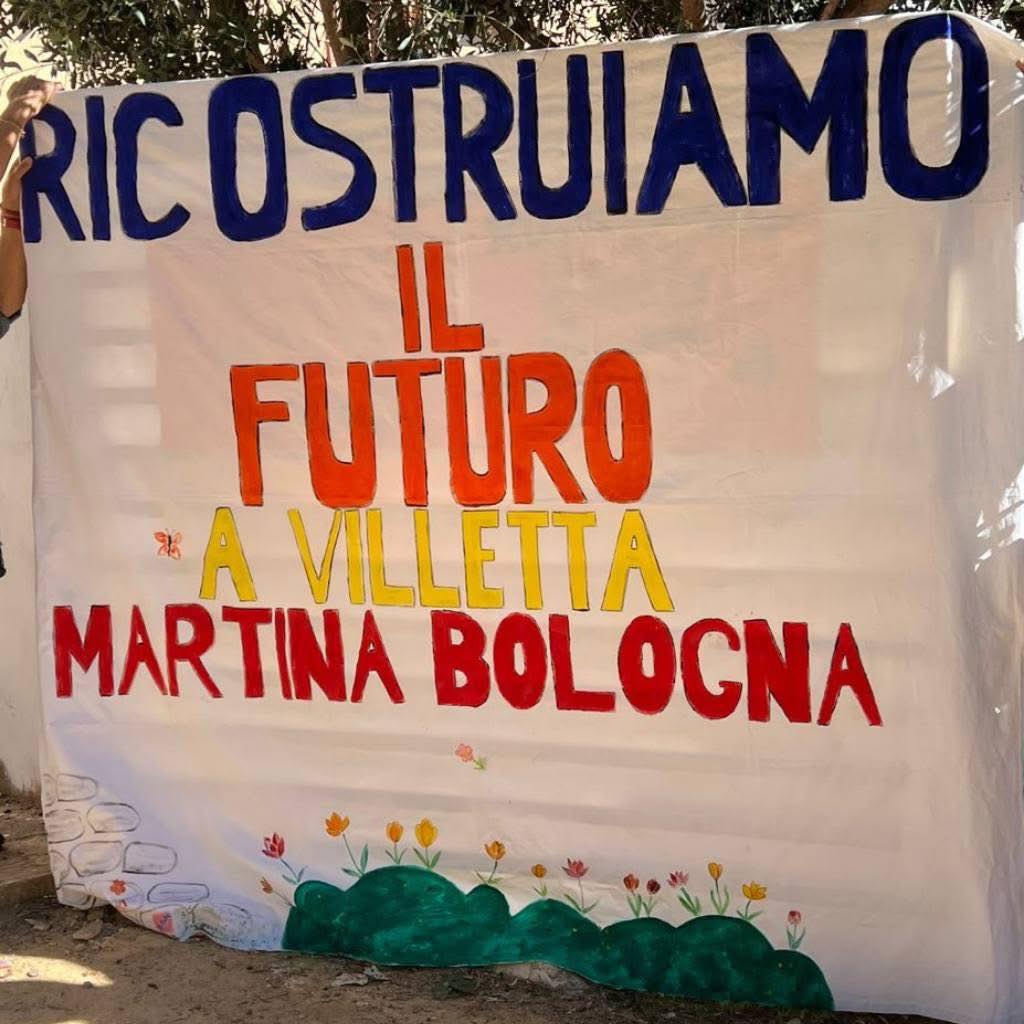 RICOSTRUIAMO
IL
FUTURO
A VILLETTA
MARTINA BOLOGNA